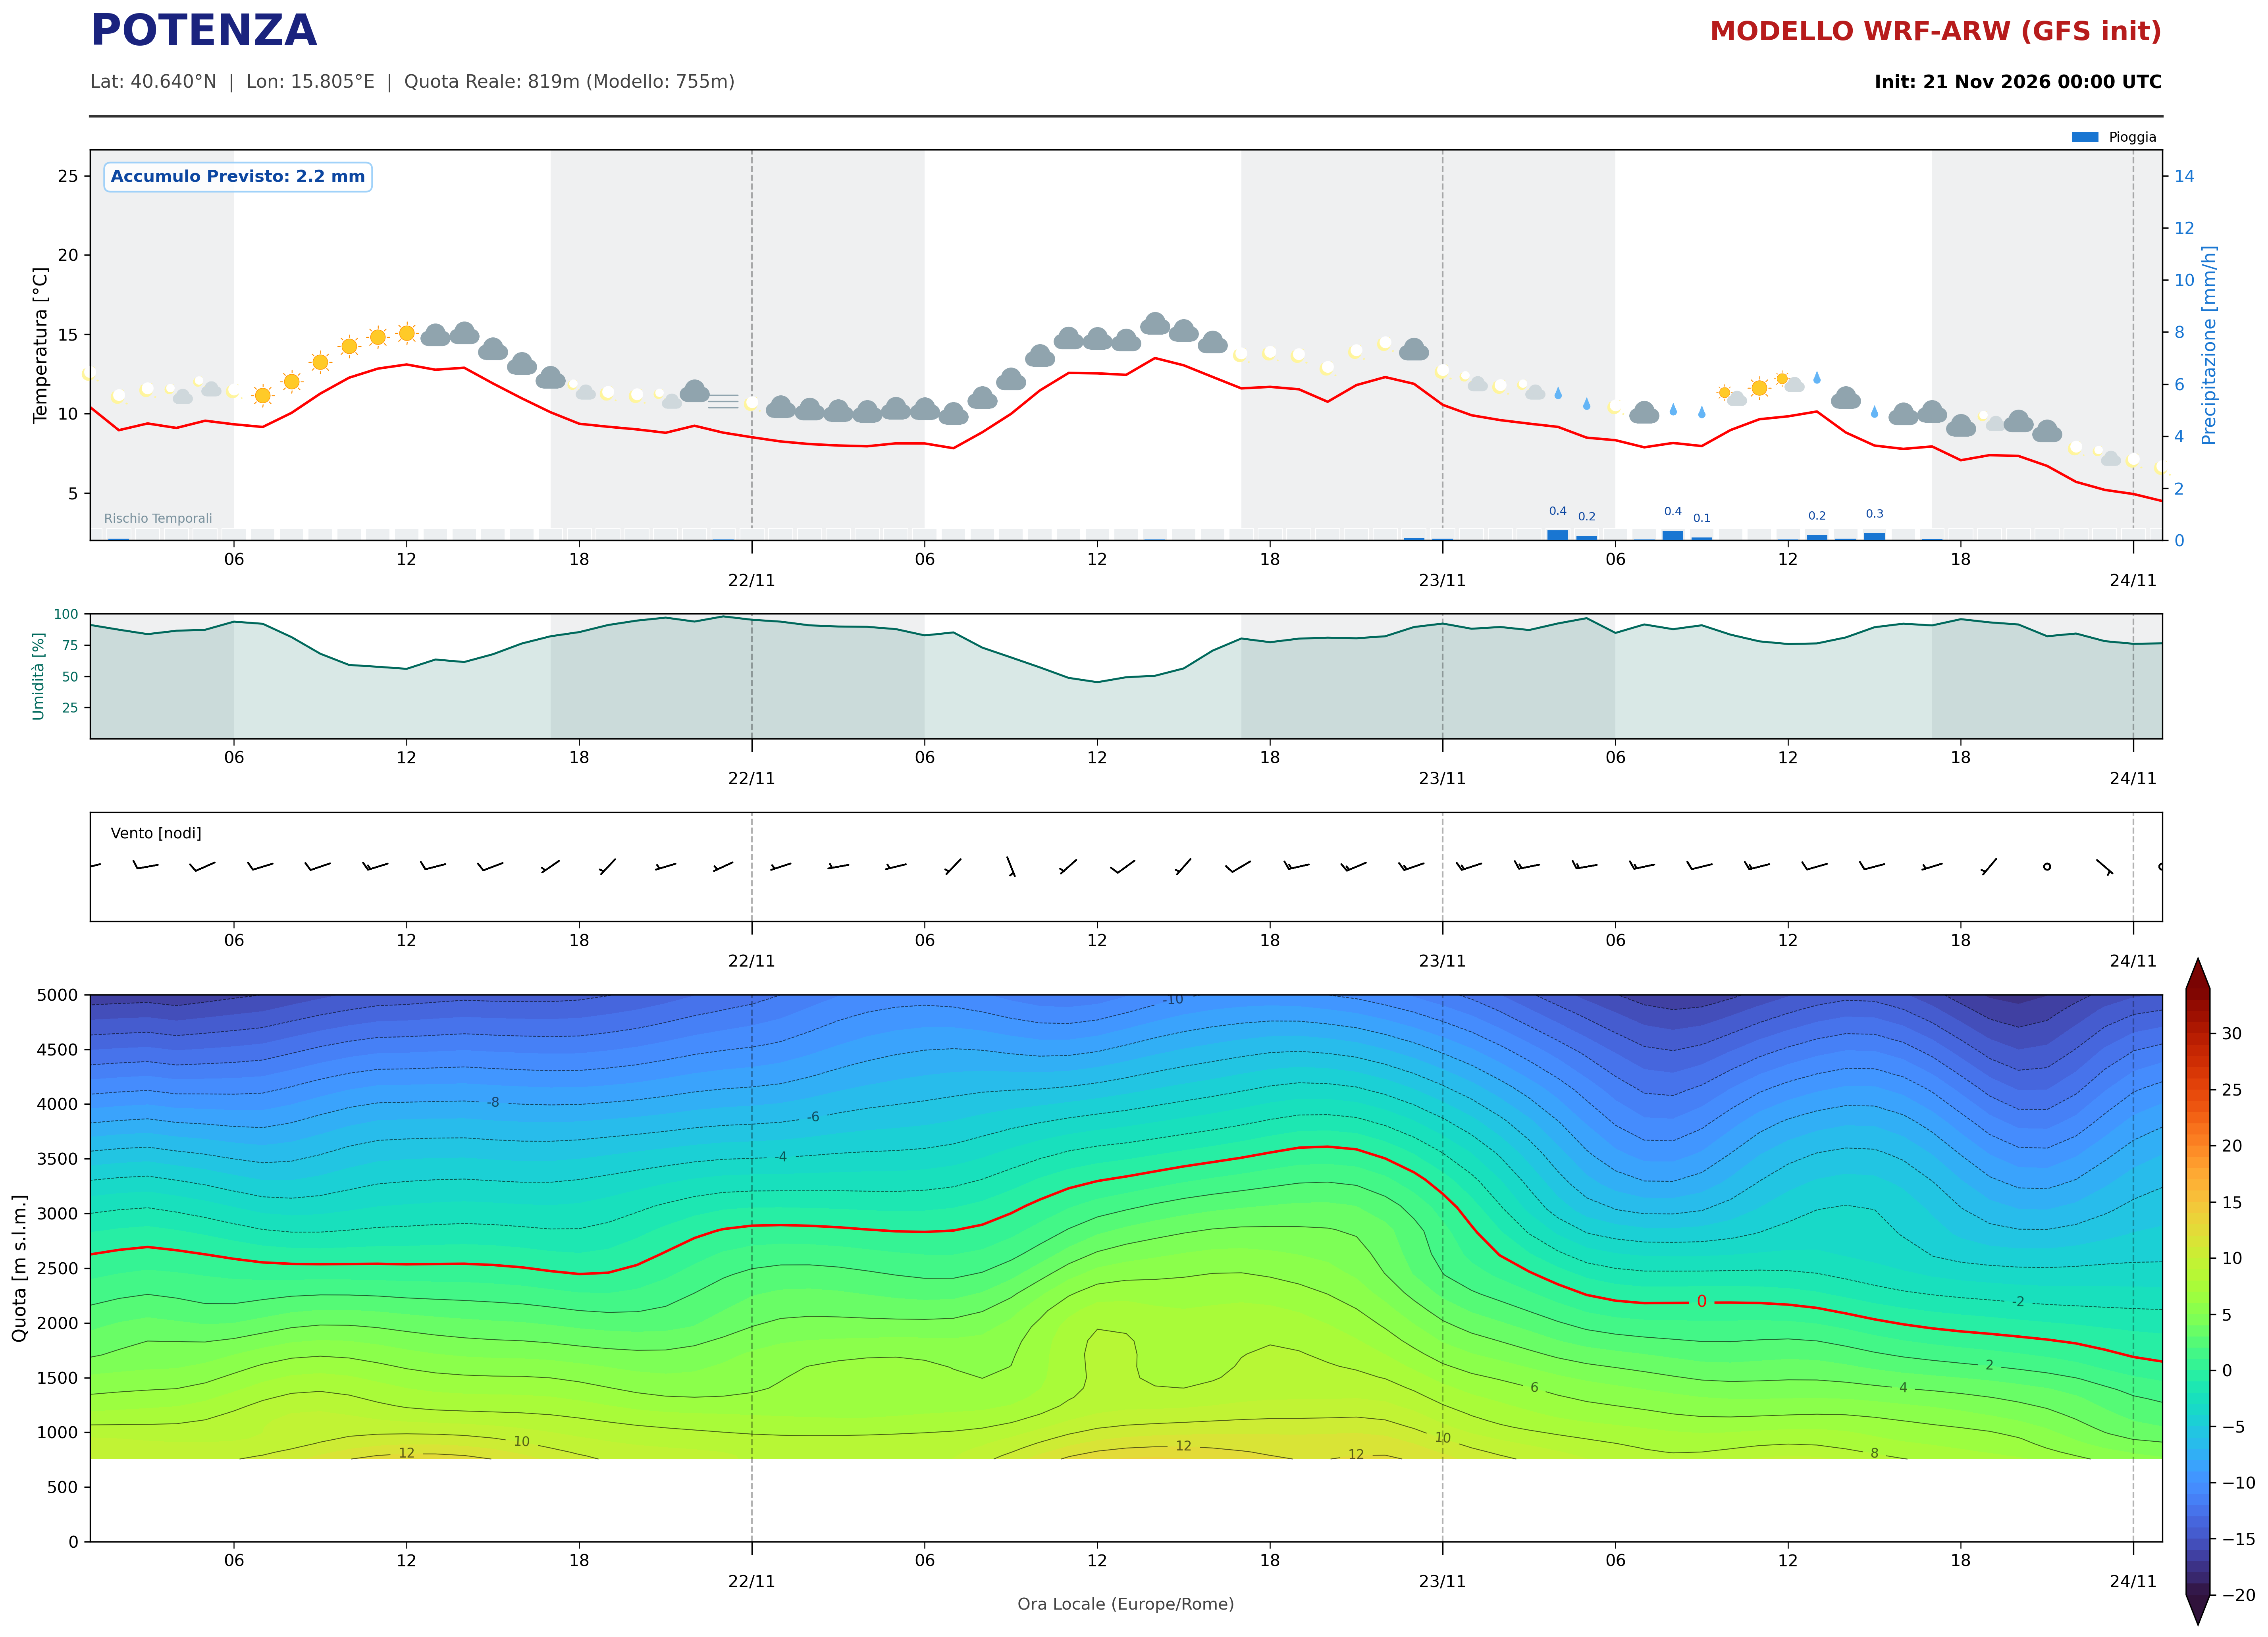 POTENZA
MODELLO WRF-ARW (GFS init)
Lat: 40.640°N | Lon: 15.805°E | Quota Reale: 819m (Modello: 755m)
Init: 21 Nov 2026 00:00 UTC
Pioggia
Accumulo Previsto: 2.2 mm
Temperatura [°C]
25
20
15
10
5
Precipitazione [mm/h]
14
12
10
8
6
4
2
0
Rischio Temporali
0.4 0.2 0.4 0.1 0.2 0.3
06 12 18 06 12 18 06 12 18
22/11 23/11 24/11
Umidità [%]
100
75
50
25
06 12 18 06 12 18 06 12 18
22/11 23/11 24/11
Vento [nodi]
06 12 18 06 12 18 06 12 18
22/11 23/11 24/11
Quota [m s.l.m.]
5000
4500
4000
3500
3000
2500
2000
1500
1000
500
0
-10
-8
-6
-4
0
-2
2
6
4
10
10
12
12
12
8
30
25
20
15
10
5
0
−5
−10
−15
−20
06 12 18 06 12 18 06 12 18
22/11 23/11 24/11
Ora Locale (Europe/Rome)